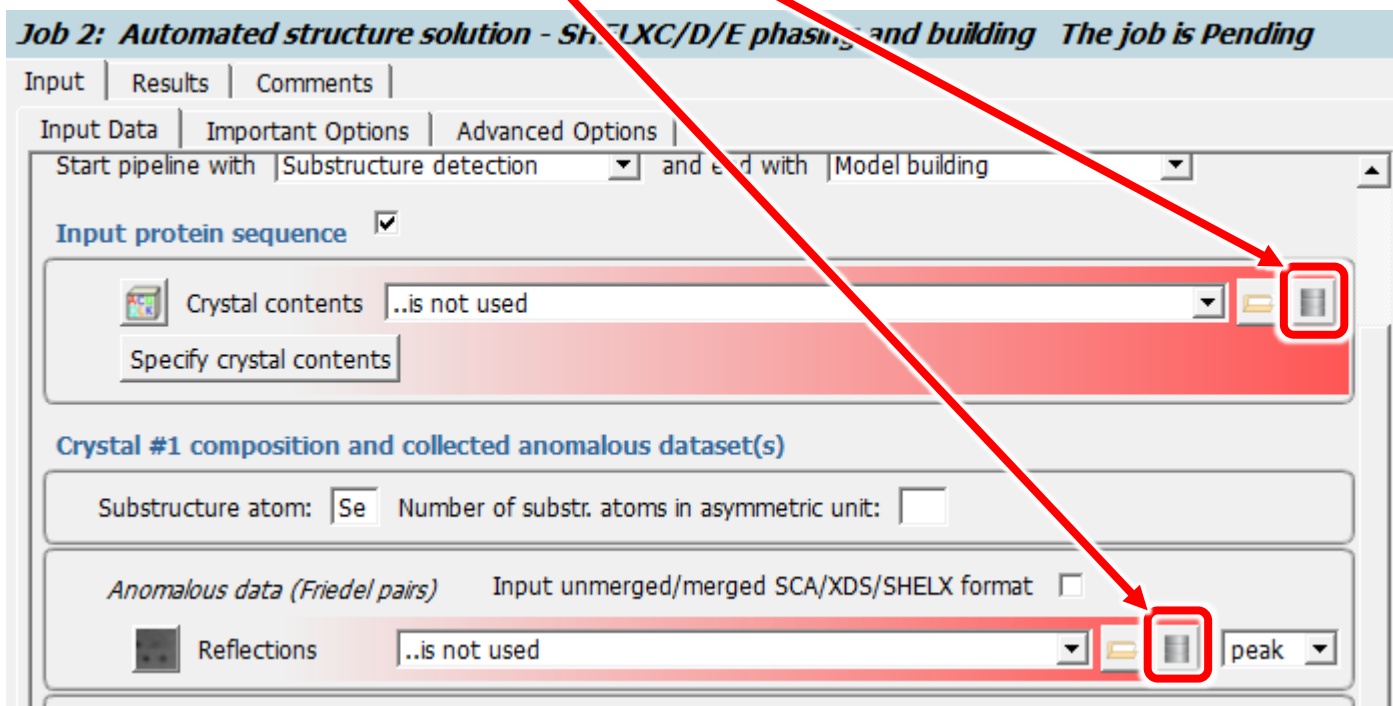 Job 2: Automated structure solution - SHELXC/D/E phasing and building The job is Pending
Input Results Comments
Input Data Important Options Advanced Options
Start pipeline with Substructure detection and end with Model building
Input protein sequence
Crystal contents ..is not used
Specify crystal contents
Crystal #1 composition and collected anomalous dataset(s)
Substructure atom: Se Number of substr. atoms in asymmetric unit:
Anomalous data (Friedel pairs) Input unmerged/merged SCA/XDS/SHELX format
Reflections ..is not used peak